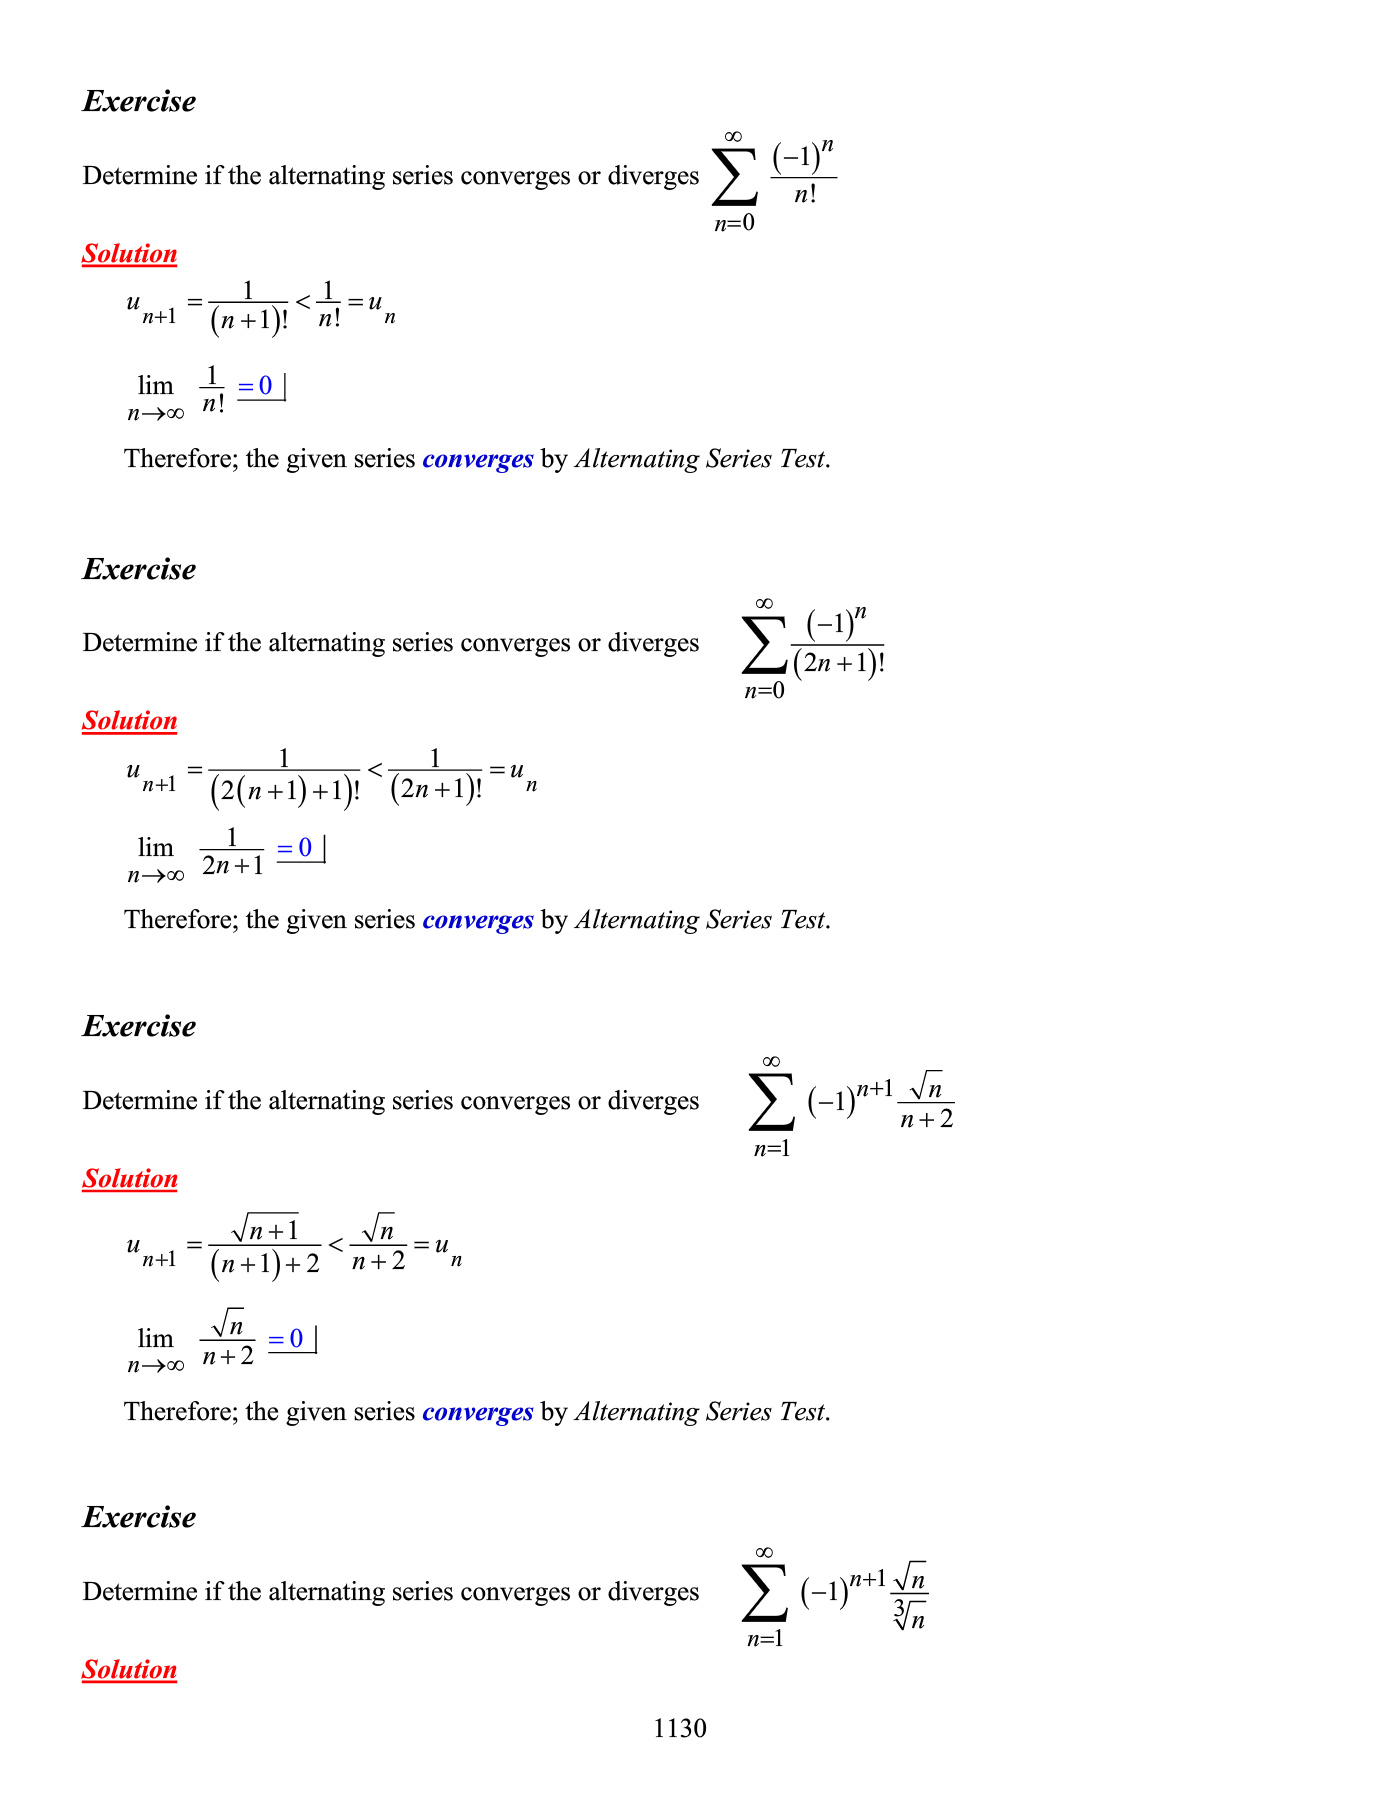 Exercise
Determine if the alternating series converges or diverges $\sum_{n=0}^{\infty} \frac{(-1)^n}{n!}$
Solution
$u_{n+1} = \frac{1}{(n+1)!} < \frac{1}{n!} = u_n$
$\lim_{n \to \infty} \frac{1}{n!} = 0$
Therefore; the given series converges by Alternating Series Test.
Exercise
Determine if the alternating series converges or diverges $\sum_{n=0}^{\infty} \frac{(-1)^n}{(2n+1)!}$
Solution
$u_{n+1} = \frac{1}{(2(n+1)+1)!} < \frac{1}{(2n+1)!} = u_n$
$\lim_{n \to \infty} \frac{1}{2n+1} = 0$
Therefore; the given series converges by Alternating Series Test.
Exercise
Determine if the alternating series converges or diverges $\sum_{n=1}^{\infty} (-1)^{n+1} \frac{\sqrt{n}}{n+2}$
Solution
$u_{n+1} = \frac{\sqrt{n+1}}{(n+1)+2} < \frac{\sqrt{n}}{n+2} = u_n$
$\lim_{n \to \infty} \frac{\sqrt{n}}{n+2} = 0$
Therefore; the given series converges by Alternating Series Test.
Exercise
Determine if the alternating series converges or diverges $\sum_{n=1}^{\infty} (-1)^{n+1} \frac{\sqrt{n}}{\sqrt[3]{n}}$
Solution
1130